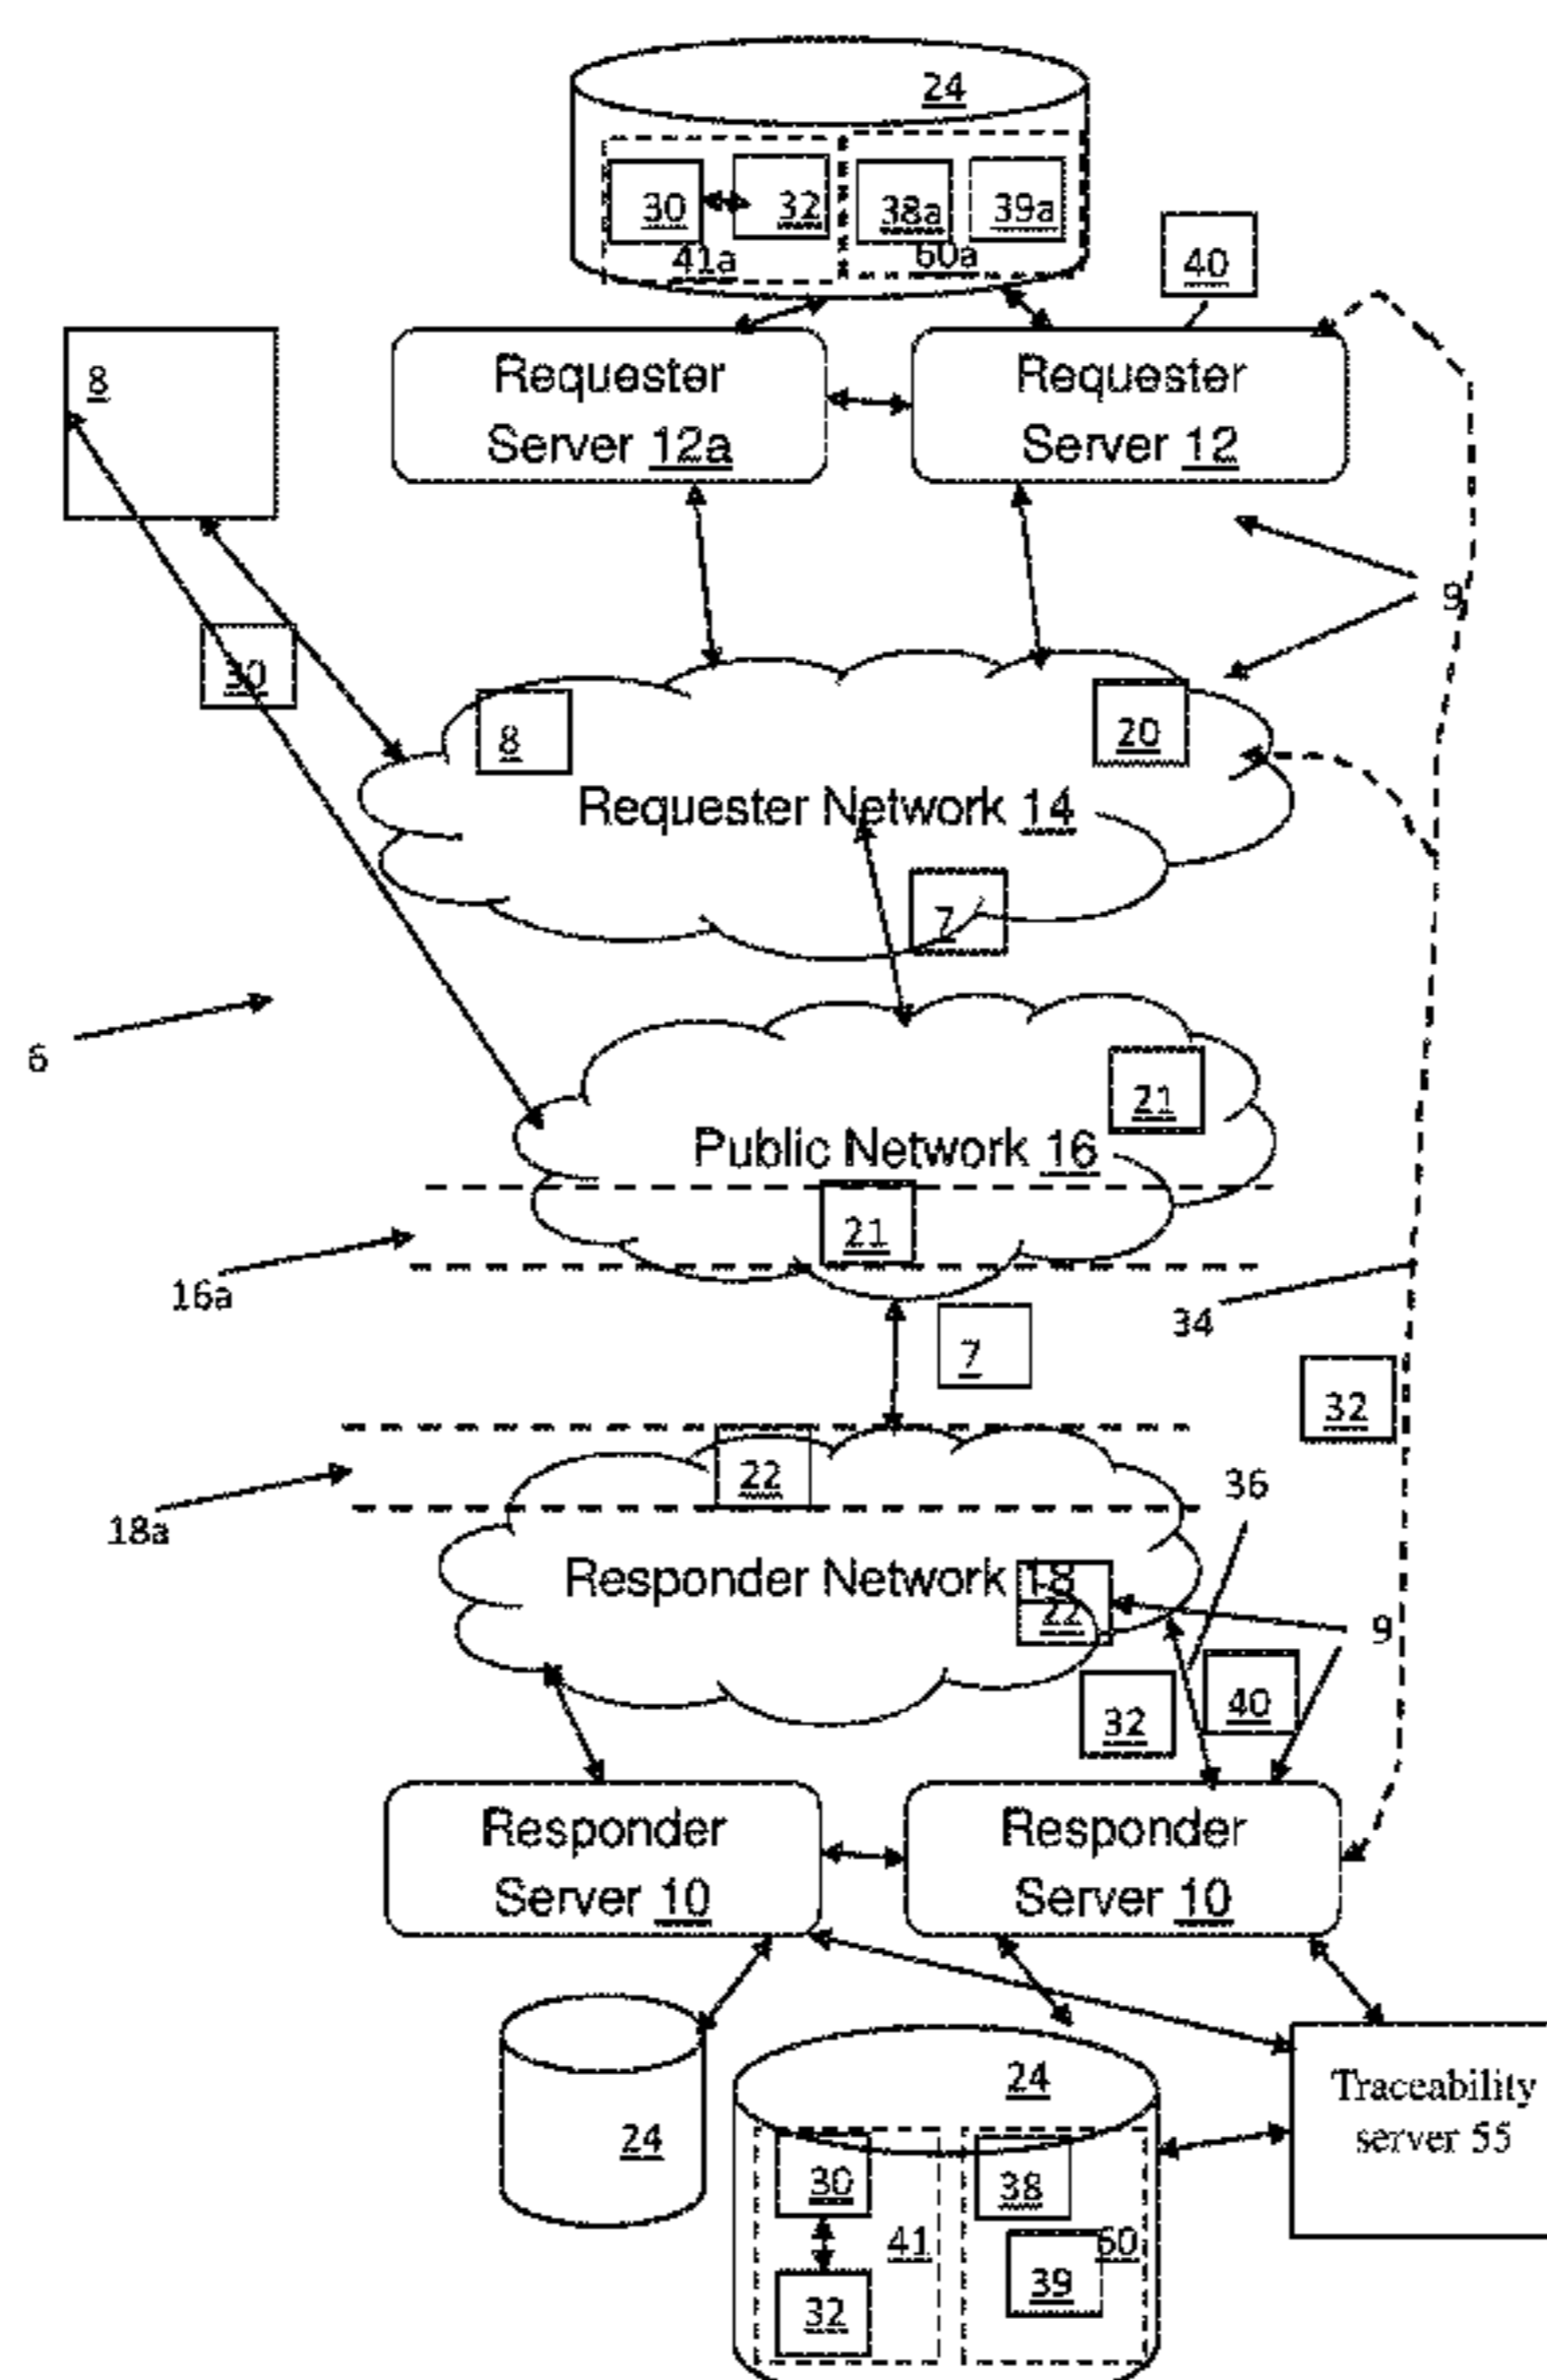 24
30
32
38a
39a
41a
60a
40
8
Requester
Server 12a
Requester
Server 12
9
30
8
20
Requester Network 14
7
6
21
Public Network 16
21
16a
34
7
32
22
36
18a
Responder Network 18
22
9
32
40
Responder
Server 10
Responder
Server 10
24
24
Traceability
server 55
30
38
41
60
39
32